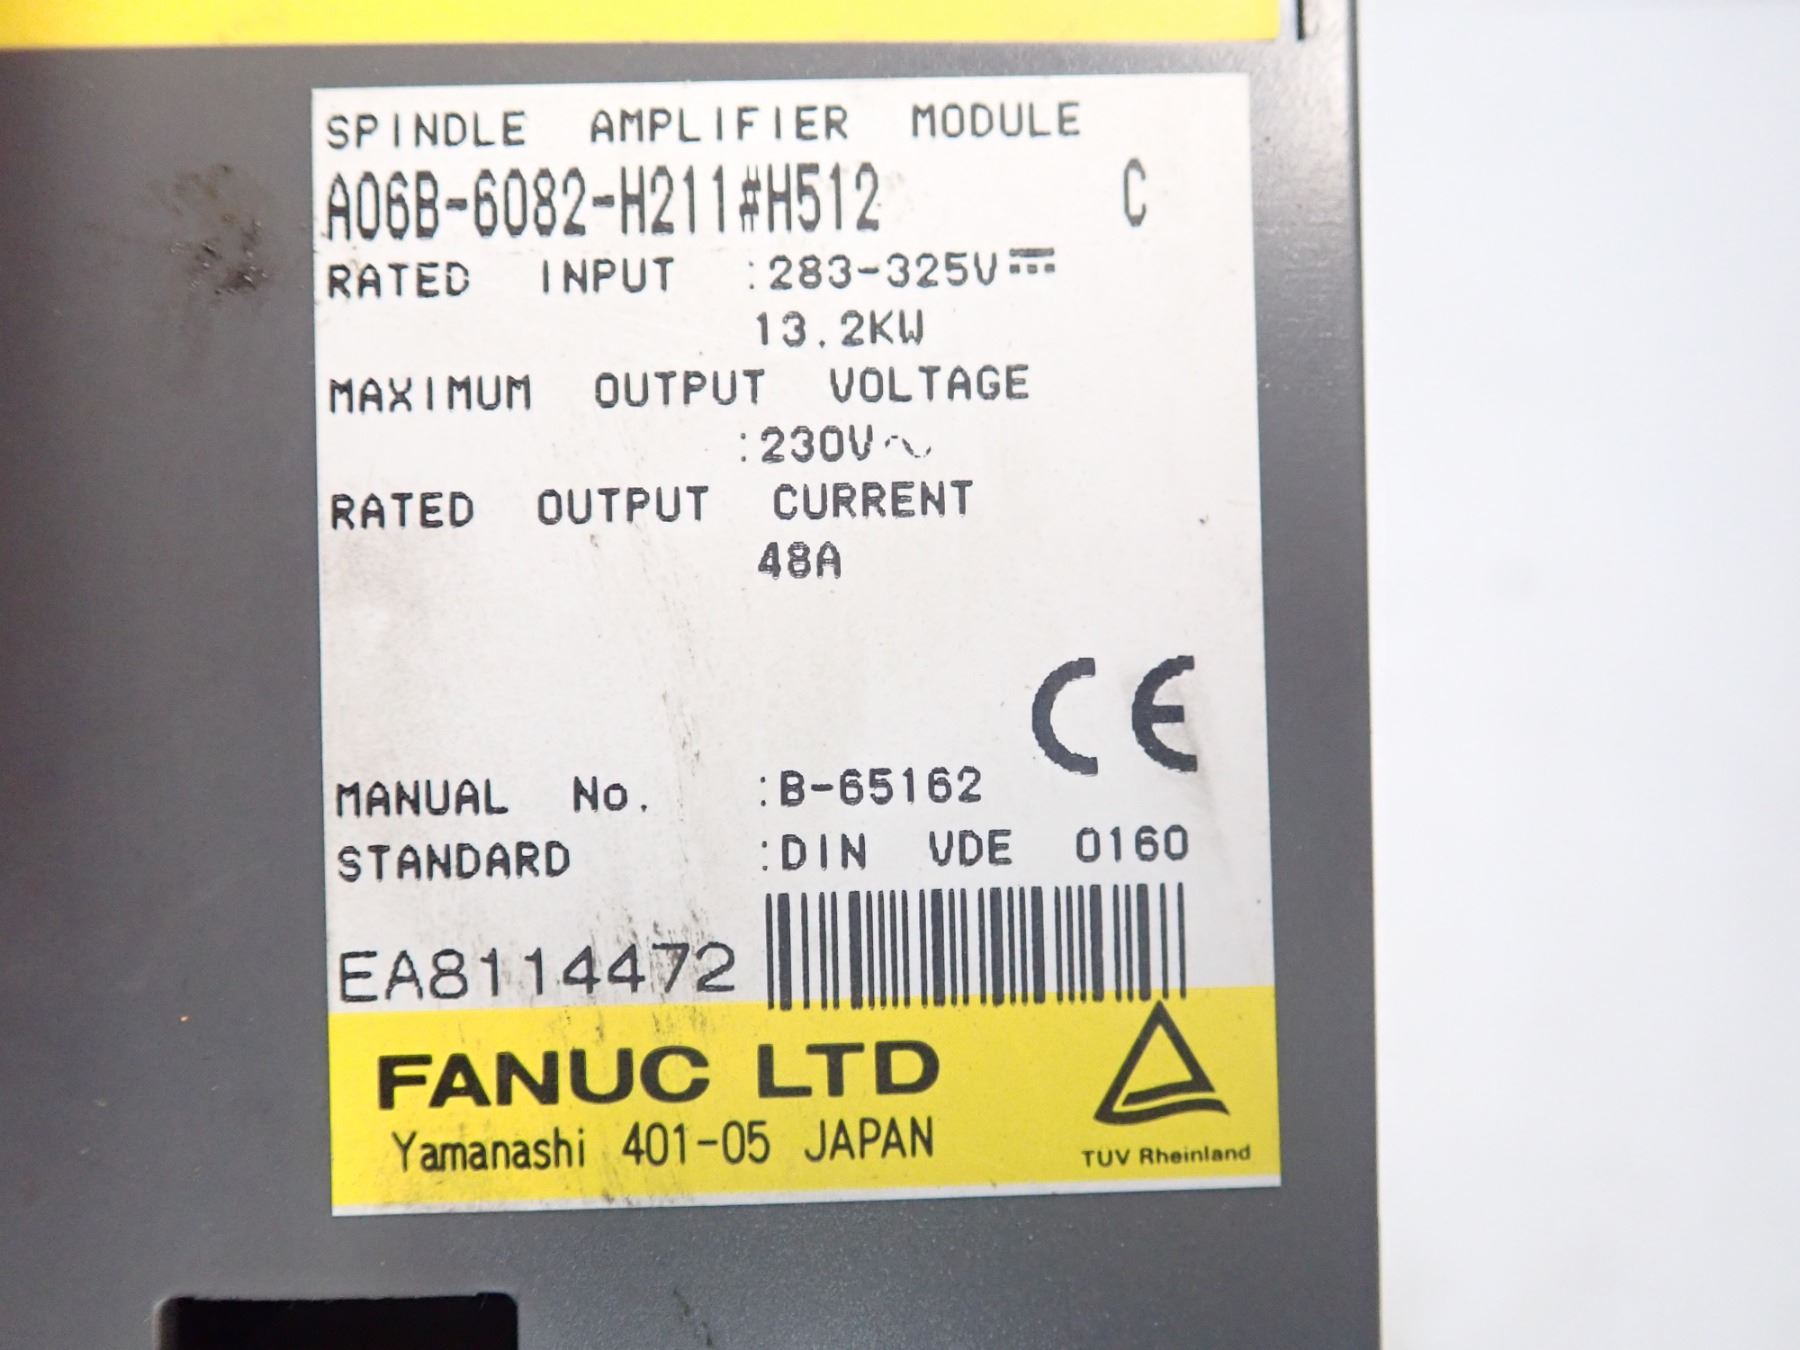 SPINDLE AMPLIFIER MODULE
A06B-6082-H211#H512 C
RATED INPUT :283-325V⎓
13.2KW
MAXIMUM OUTPUT VOLTAGE
:230V~
RATED OUTPUT CURRENT
48A
CE
MANUAL No. :B-65162
STANDARD :DIN VDE 0160
EA8114472
FANUC LTD
Yamanashi 401-05 JAPAN
TUV Rheinland